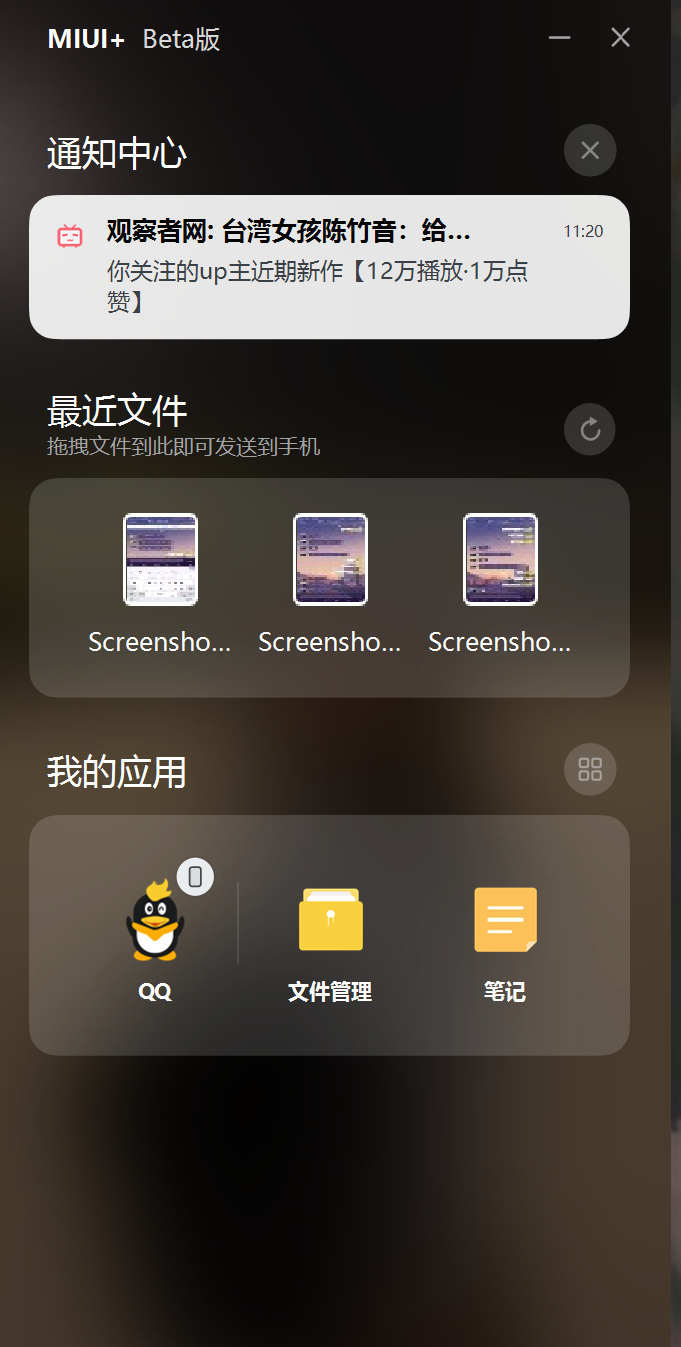 MIUI+ Beta版
通知中心
观察者网: 台湾女孩陈竹音：给...
11:20
你关注的up主近期新作【12万播放·1万点
赞】
最近文件
拖拽文件到此即可发送到手机
Screensho... Screensho... Screensho...
我的应用
QQ 文件管理 笔记